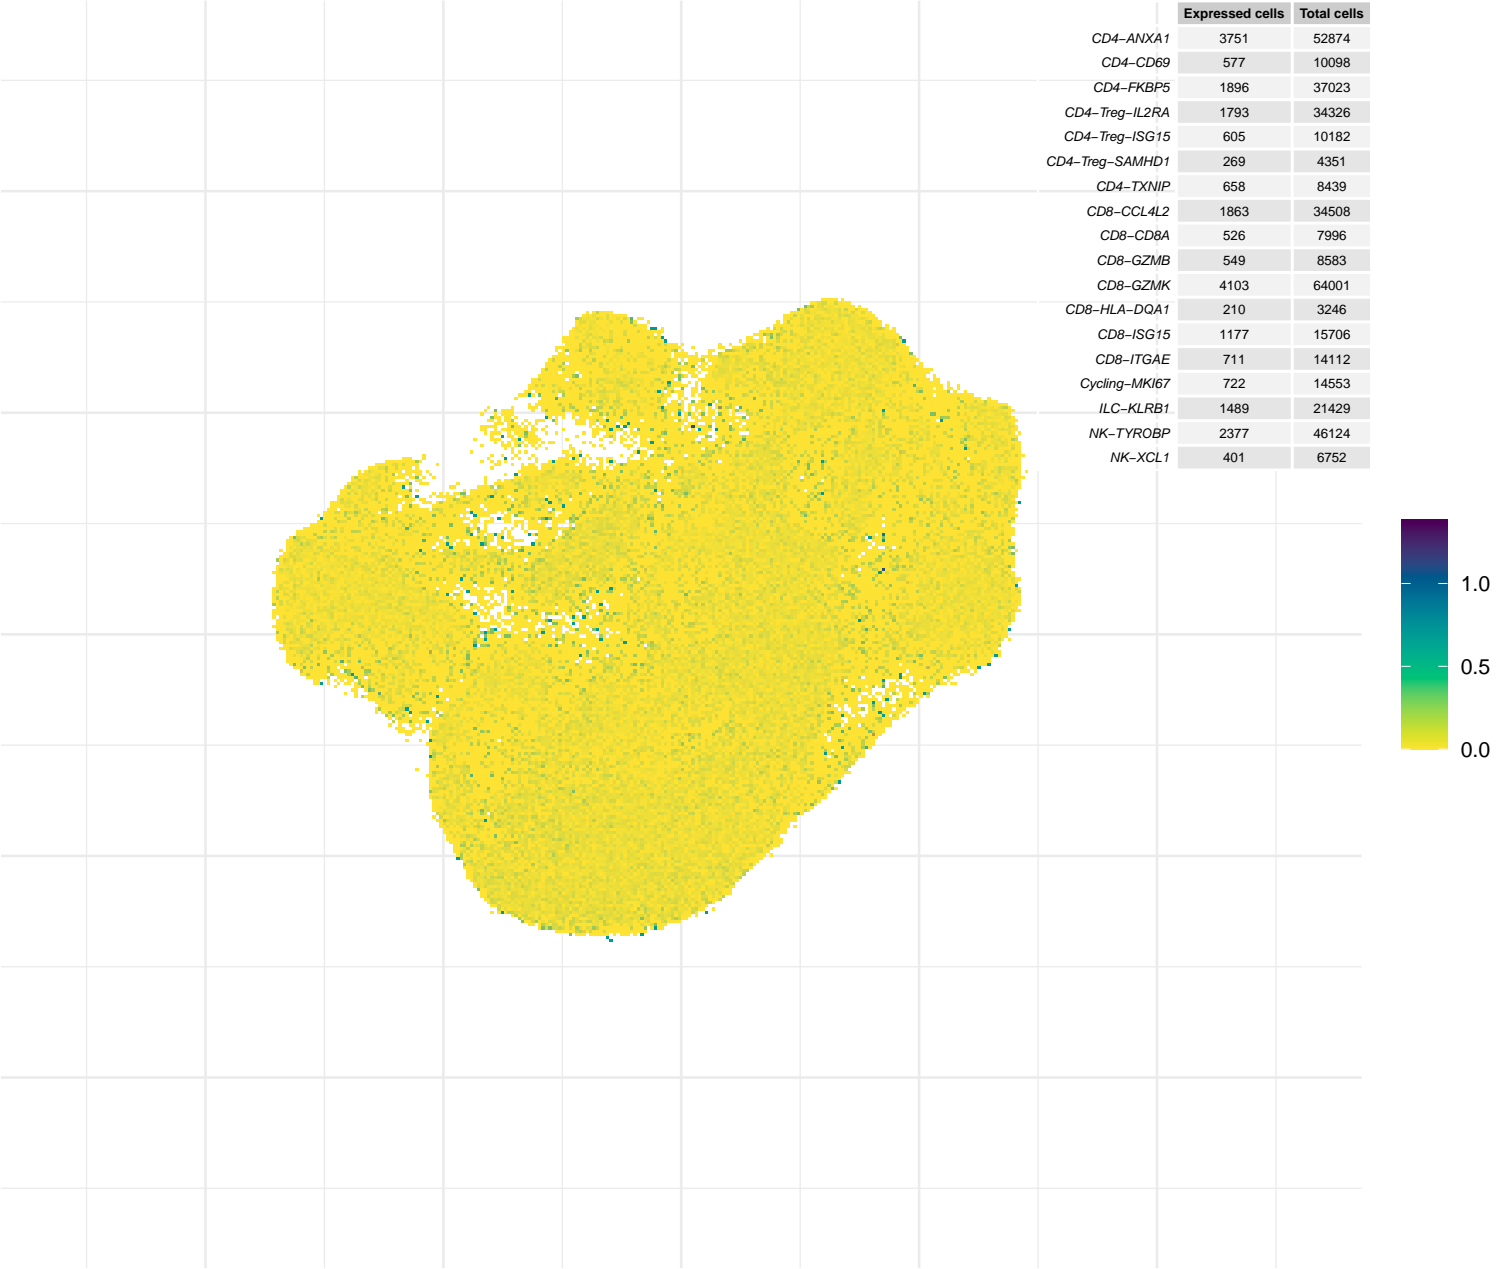 Expressed cells Total cells
CD4−ANXA1 3751 52874
CD4−CD69 577 10098
CD4−FKBP5 1896 37023
CD4−Treg−IL2RA 1793 34326
CD4−Treg−ISG15 605 10182
CD4−Treg−SAMHD1 269 4351
CD4−TXNIP 658 8439
CD8−CCL4L2 1863 34508
CD8−CD8A 526 7996
CD8−GZMB 549 8583
CD8−GZMK 4103 64001
CD8−HLA−DQA1 210 3246
CD8−ISG15 1177 15706
CD8−ITGAE 711 14112
Cycling−MKI67 722 14553
ILC−KLRB1 1489 21429
NK−TYROBP 2377 46124
NK−XCL1 401 6752
1.0
0.5
0.0